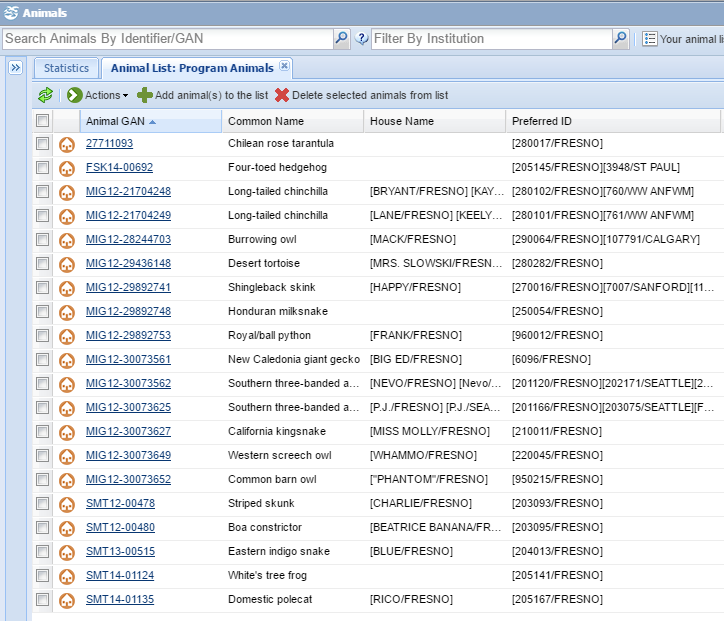 Animals
Search Animals By Identifier/GAN Filter By Institution Your animal li
Statistics Animal List: Program Animals
Actions Add animal(s) to the list Delete selected animals from list
Animal GAN Common Name House Name Preferred ID
27711093 Chilean rose tarantula [280017/FRESNO]
FSK14-00692 Four-toed hedgehog [205145/FRESNO][3948/ST PAUL]
MIG12-21704248 Long-tailed chinchilla [BRYANT/FRESNO] [KAY... [280102/FRESNO][760/WW ANFWM]
MIG12-21704249 Long-tailed chinchilla [LANE/FRESNO] [KEELY... [280101/FRESNO][761/WW ANFWM]
MIG12-28244703 Burrowing owl [MACK/FRESNO] [290064/FRESNO][107791/CALGARY]
MIG12-29436148 Desert tortoise [MRS. SLOWSKI/FRESN... [280282/FRESNO]
MIG12-29892741 Shingleback skink [HAPPY/FRESNO] [270016/FRESNO][7007/SANFORD][11...
MIG12-29892748 Honduran milksnake [250054/FRESNO]
MIG12-29892753 Royal/ball python [FRANK/FRESNO] [960012/FRESNO]
MIG12-30073561 New Caledonia giant gecko [BIG ED/FRESNO] [6096/FRESNO]
MIG12-30073562 Southern three-banded a... [NEVO/FRESNO] [Nevo/... [201120/FRESNO][202171/SEATTLE][2...
MIG12-30073625 Southern three-banded a... [P.J./FRESNO] [P.J./SEA... [201166/FRESNO][203075/SEATTLE][F...
MIG12-30073627 California kingsnake [MISS MOLLY/FRESNO] [210011/FRESNO]
MIG12-30073649 Western screech owl [WHAMMO/FRESNO] [220045/FRESNO]
MIG12-30073652 Common barn owl ["PHANTOM"/FRESNO] [950215/FRESNO]
SMT12-00478 Striped skunk [CHARLIE/FRESNO] [203093/FRESNO]
SMT12-00480 Boa constrictor [BEATRICE BANANA/FR... [203095/FRESNO]
SMT13-00515 Eastern indigo snake [BLUE/FRESNO] [204013/FRESNO]
SMT14-01124 White's tree frog [205141/FRESNO]
SMT14-01135 Domestic polecat [RICO/FRESNO] [205167/FRESNO]